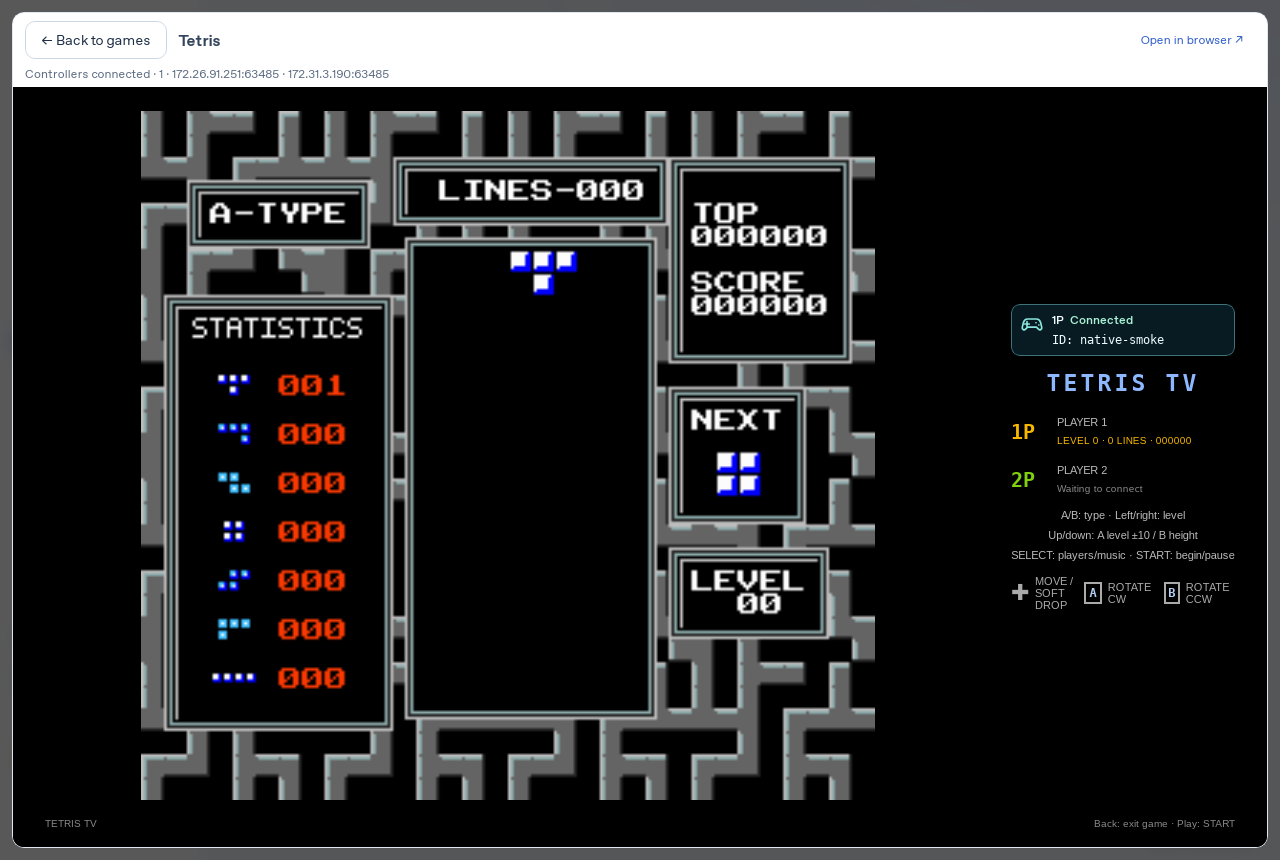 ← Back to games
Tetris
Open in browser ↗
Controllers connected · 1 · 172.26.91.251:63485 · 172.31.3.190:63485
A-TYPE
LINES-000
TOP
000000
SCORE
000000
STATISTICS
001
000
000
000
000
000
000
NEXT
LEVEL
00
1P Connected
ID: native-smoke
TETRIS TV
1P
PLAYER 1
LEVEL 0 · 0 LINES · 000000
2P
PLAYER 2
Waiting to connect
A/B: type · Left/right: level
Up/down: A level ±10 / B height
SELECT: players/music · START: begin/pause
MOVE /
SOFT
DROP
A
ROTATE
CW
B
ROTATE
CCW
TETRIS TV
Back: exit game · Play: START